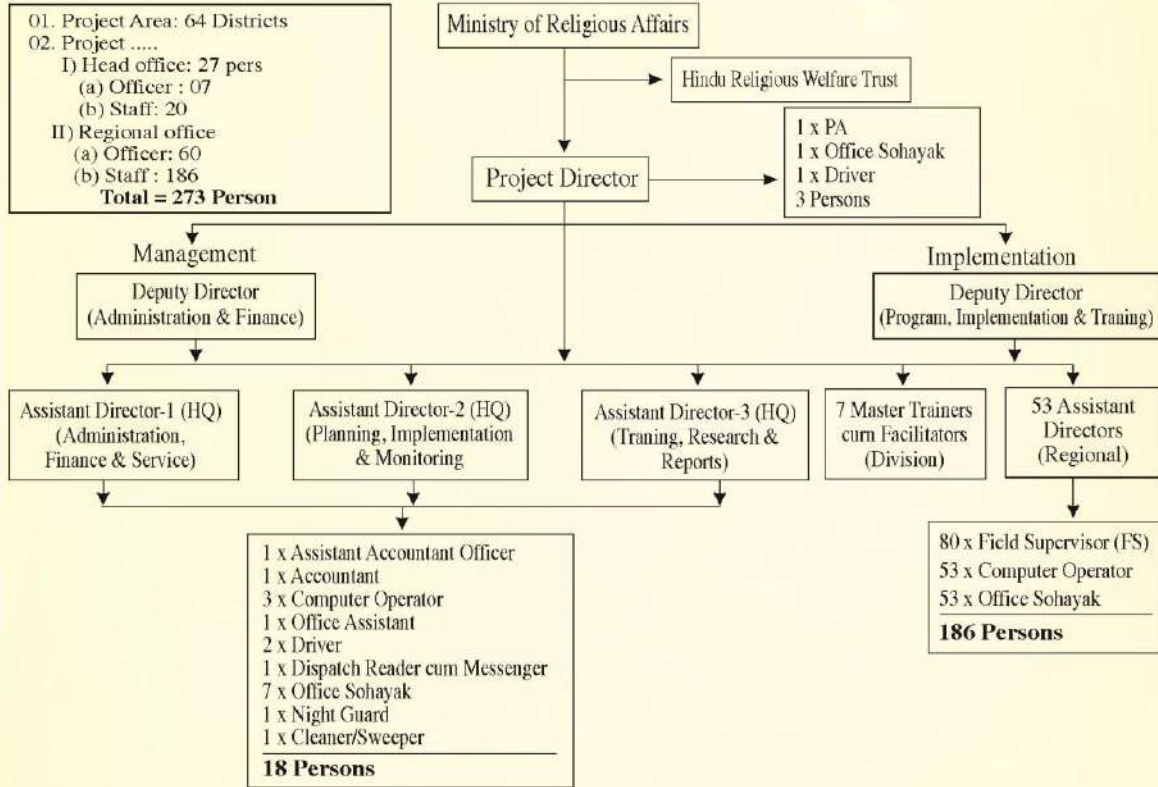 01. Project Area: 64 Districts
02. Project .....
I) Head office: 27 pers
(a) Officer : 07
(b) Staff: 20
II) Regional office
(a) Officer: 60
(b) Staff : 186
Total = 273 Person
Ministry of Religious Affairs
Hindu Religious Welfare Trust
Project Director
1 x PA
1 x Office Sohayak
1 x Driver
3 Persons
Management
Deputy Director
(Administration & Finance)
Implementation
Deputy Director
(Program, Implementation & Traning)
Assistant Director-1 (HQ)
(Administration,
Finance & Service)
Assistant Director-2 (HQ)
(Planning, Implementation
& Monitoring
Assistant Director-3 (HQ)
(Traning, Research &
Reports)
7 Master Trainers
curn Facilitators
(Division)
53 Assistant
Directors
(Regional)
1 x Assistant Accountant Officer
1 x Accountant
3 x Computer Operator
1 x Office Assistant
2 x Driver
1 x Dispatch Reader cum Messenger
7 x Office Sohayak
1 x Night Guard
1 x Cleaner/Sweeper
18 Persons
80 x Field Supervisor (FS)
53 x Computer Operator
53 x Office Sohayak
186 Persons